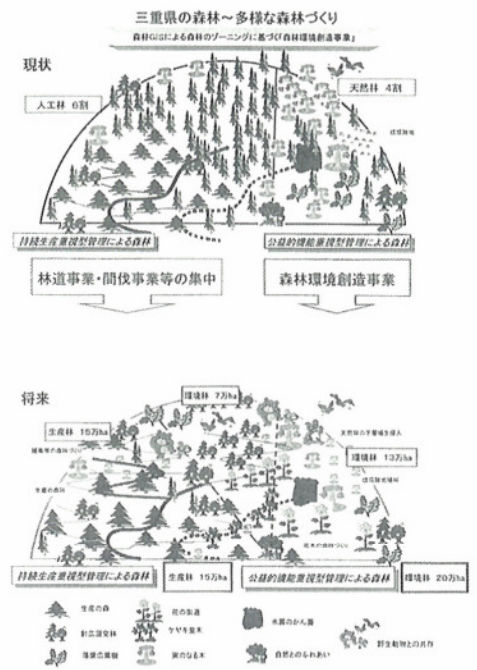 三重県の森林～多様な森林づくり
森林GISによる森林のゾーニングに基づく「森林環境創造事業」
現状
人工林 6割
天然林 4割
持続生産重視型管理による森林
公益的機能重視型管理による森林
林道事業・間伐事業等の集中
森林環境創造事業
将来
環境林 7万ha
生産林 15万ha
環境林 13万ha
生産の森林
持続生産重視型管理による森林
生産林 15万ha
公益的機能重視型管理による森林
環境林 20万ha
生産の森
花の街道
水源のかん養
野生動物との共存
針広混交林
ケヤキ並木
落葉広葉樹
実のなる木
自然とのふれあい